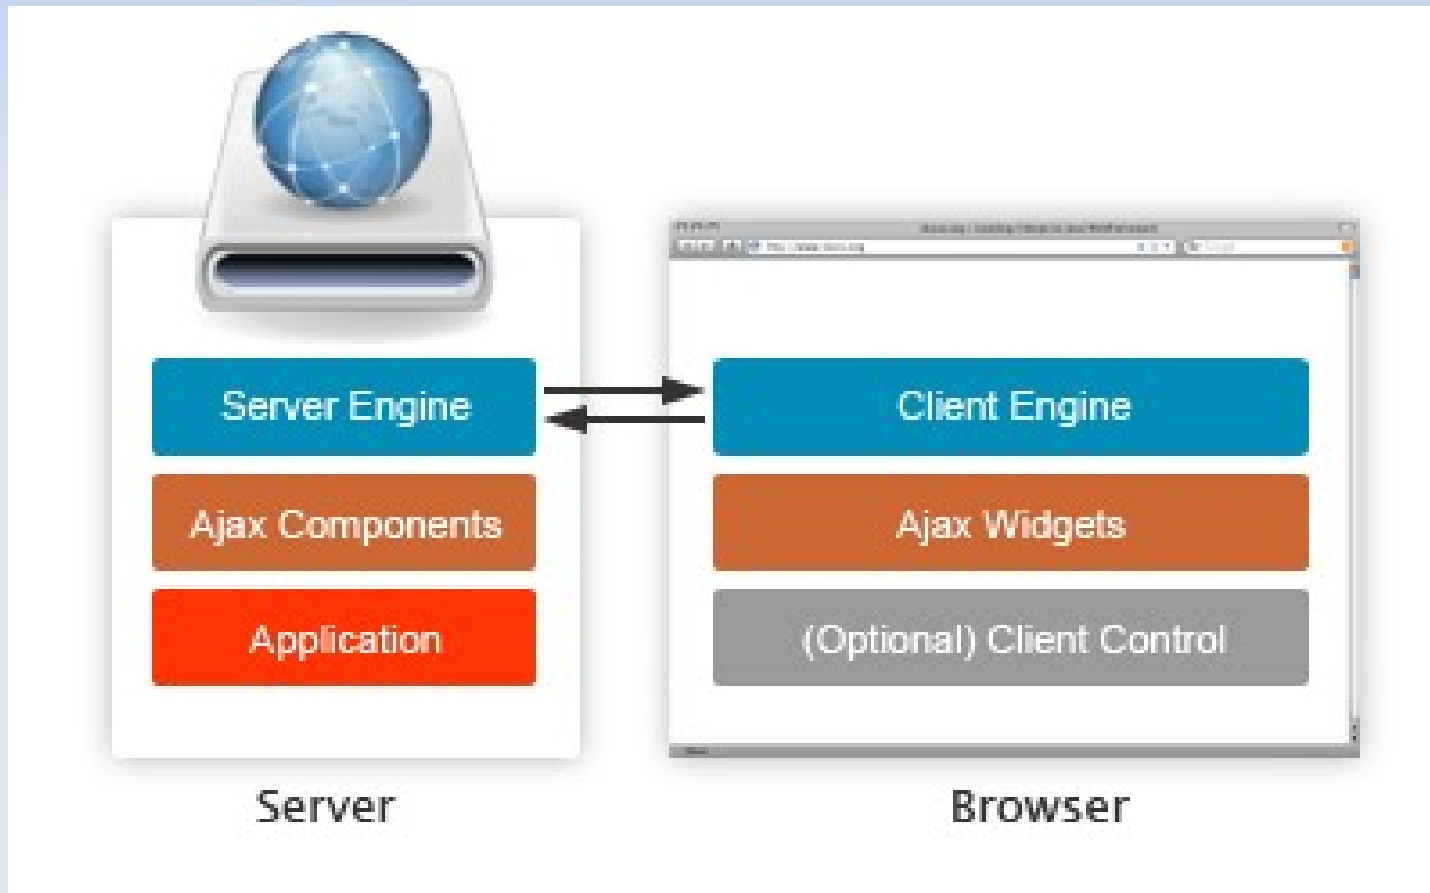 Server Engine
Client Engine
Ajax Components
Ajax Widgets
Application
(Optional) Client Control
Server
Browser